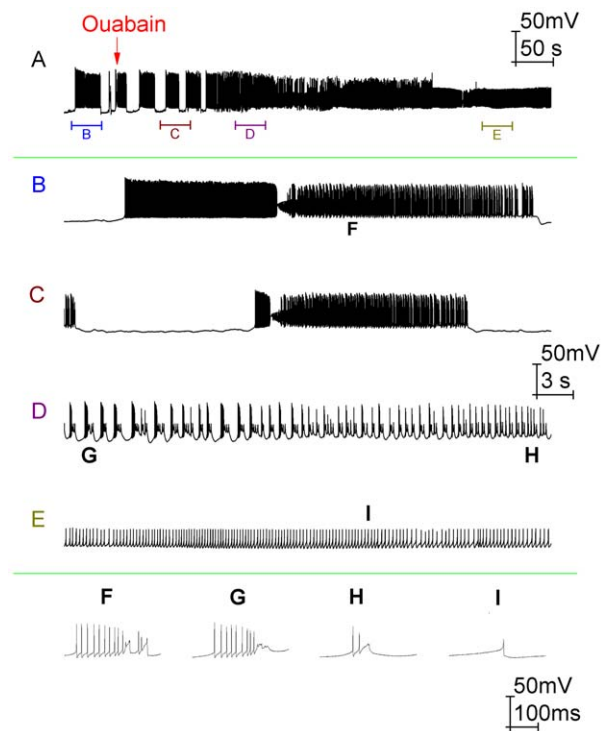 Ouabain
50mV
50 s
A
B C D E
B
F
C
50mV
3 s
D
G H
I
E
F G H I
50mV
100ms